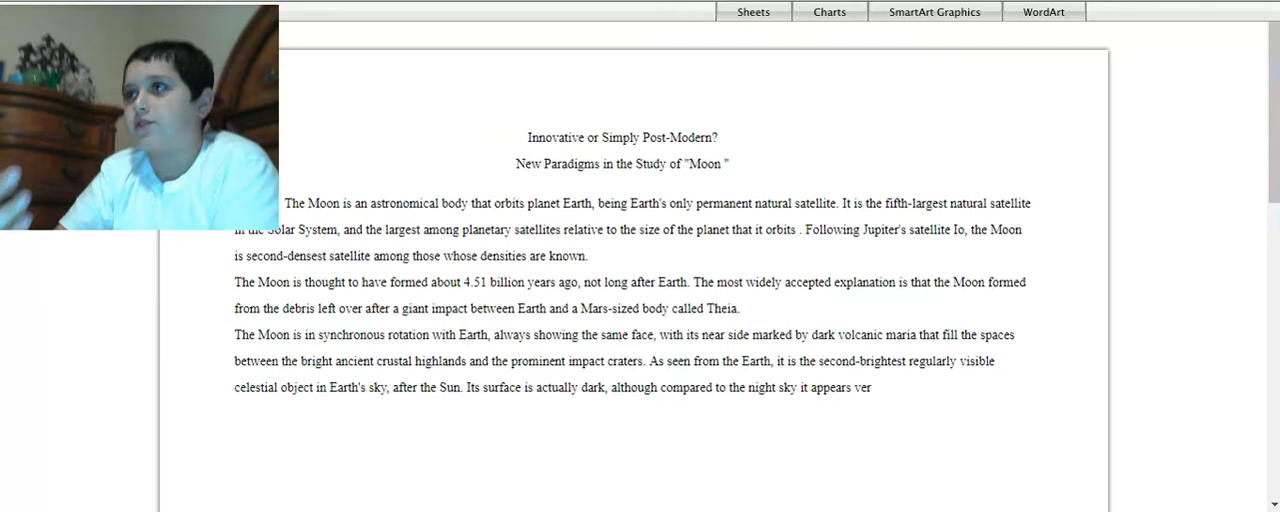 Sheets Charts SmartArt Graphics WordArt
Innovative or Simply Post-Modern?
New Paradigms in the Study of "Moon "
The Moon is an astronomical body that orbits planet Earth, being Earth's only permanent natural satellite. It is the fifth-largest natural satellite
in the Solar System, and the largest among planetary satellites relative to the size of the planet that it orbits . Following Jupiter's satellite Io, the Moon
is second-densest satellite among those whose densities are known.
The Moon is thought to have formed about 4.51 billion years ago, not long after Earth. The most widely accepted explanation is that the Moon formed
from the debris left over after a giant impact between Earth and a Mars-sized body called Theia.
The Moon is in synchronous rotation with Earth, always showing the same face, with its near side marked by dark volcanic maria that fill the spaces
between the bright ancient crustal highlands and the prominent impact craters. As seen from the Earth, it is the second-brightest regularly visible
celestial object in Earth's sky, after the Sun. Its surface is actually dark, although compared to the night sky it appears ver